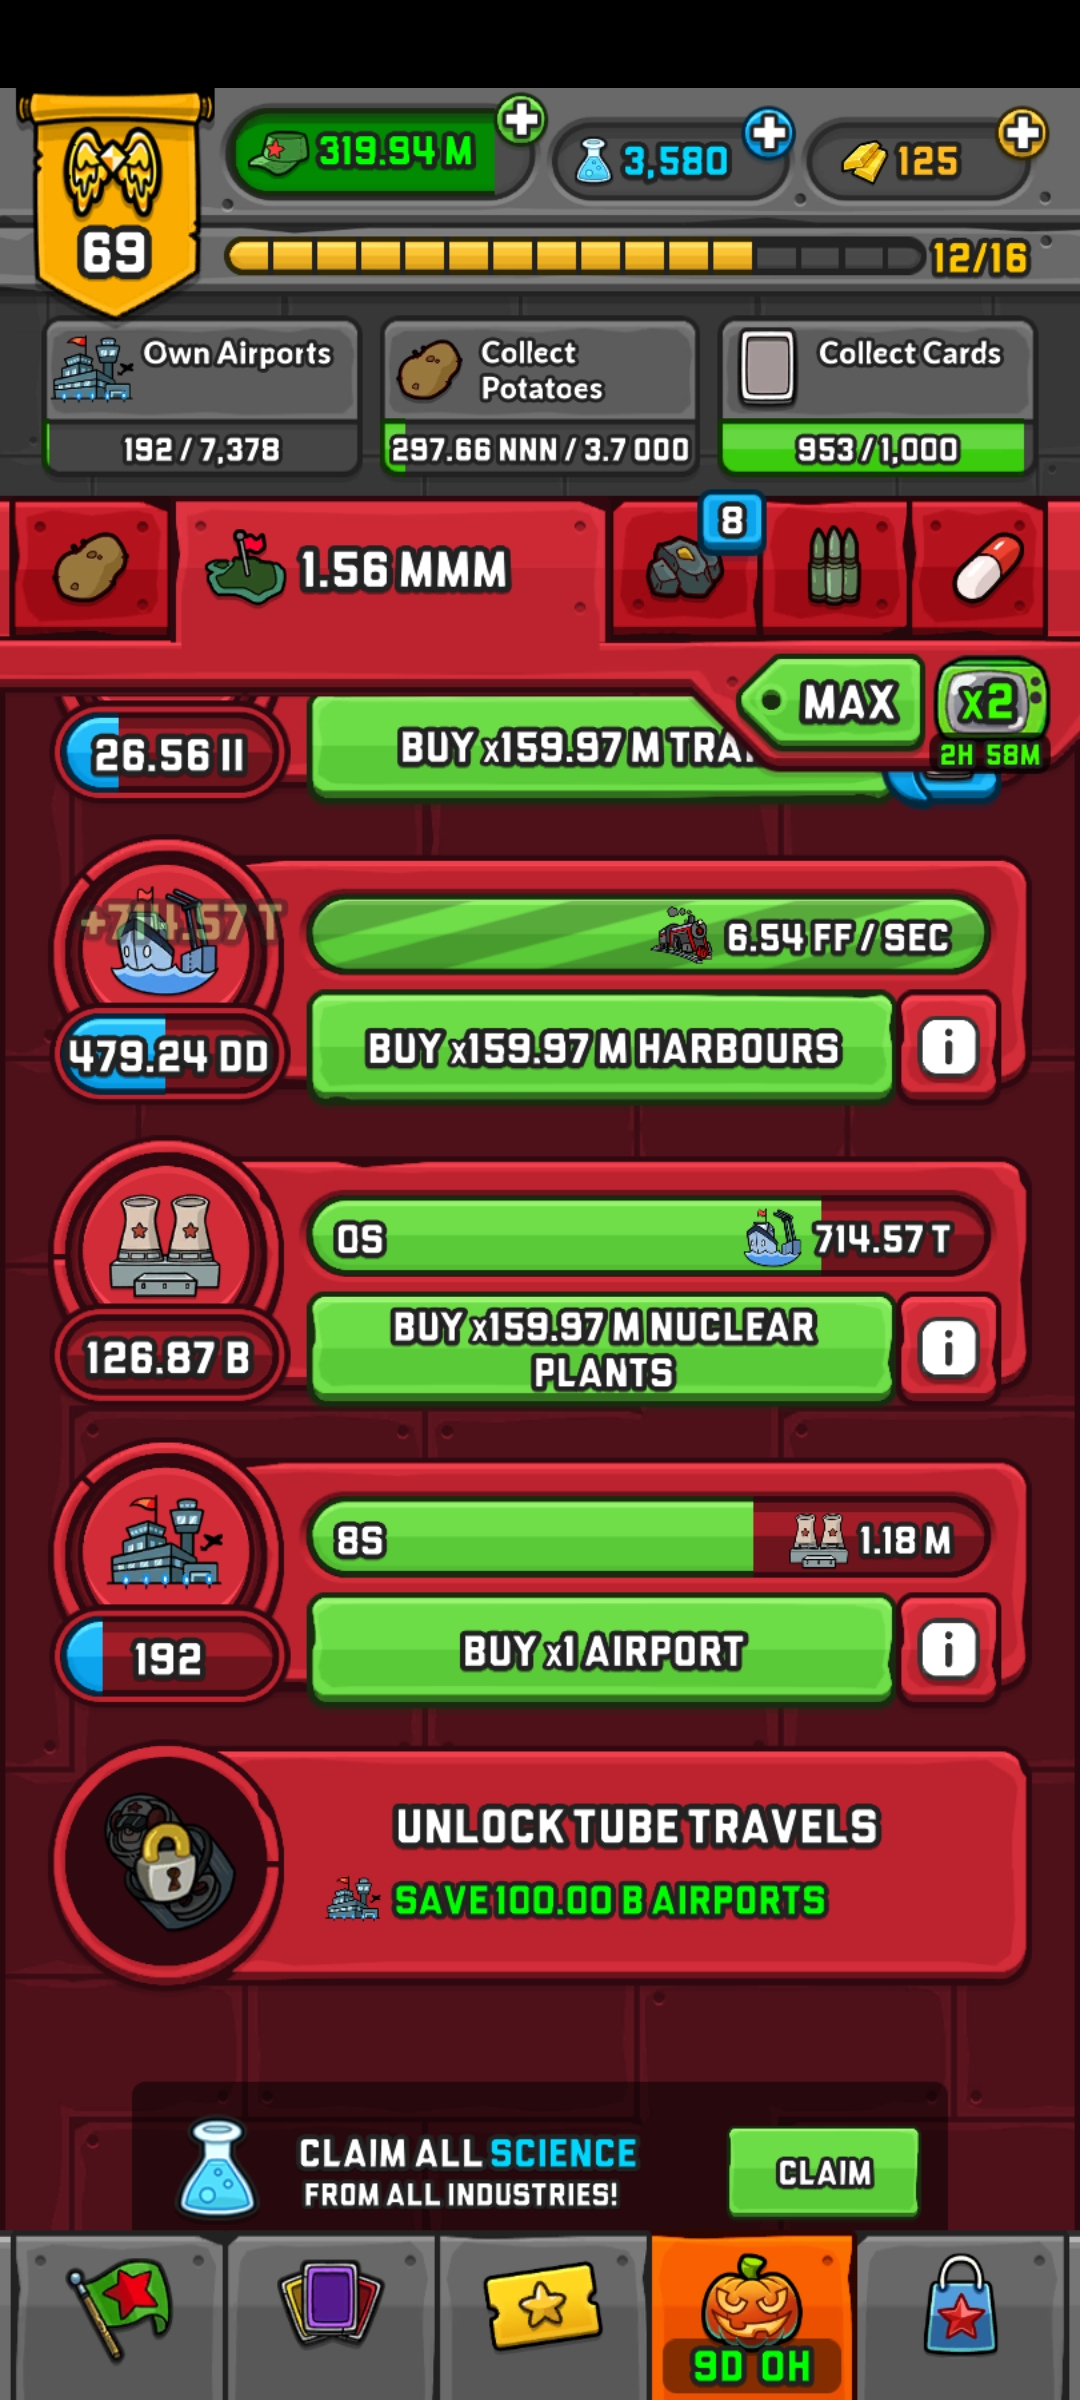 69
319.94 M
3,580
125
12/16
Own Airports
192 / 7,378
Collect
Potatoes
297.66 NNN / 3.7 OOO
Collect Cards
953 / 1,000
1.56 MMM
8
MAX
x2
2H 58M
26.56 II
BUY x159.97 M TRA
+714.57 T
6.54 FF / SEC
479.24 DD
BUY x159.97 M HARBOURS
i
0S
714.57 T
126.87 B
BUY x159.97 M NUCLEAR
PLANTS
i
8S
1.18 M
192
BUY x1 AIRPORT
i
UNLOCK TUBE TRAVELS
SAVE 100.00 B AIRPORTS
CLAIM ALL SCIENCE
FROM ALL INDUSTRIES!
CLAIM
9D 0H